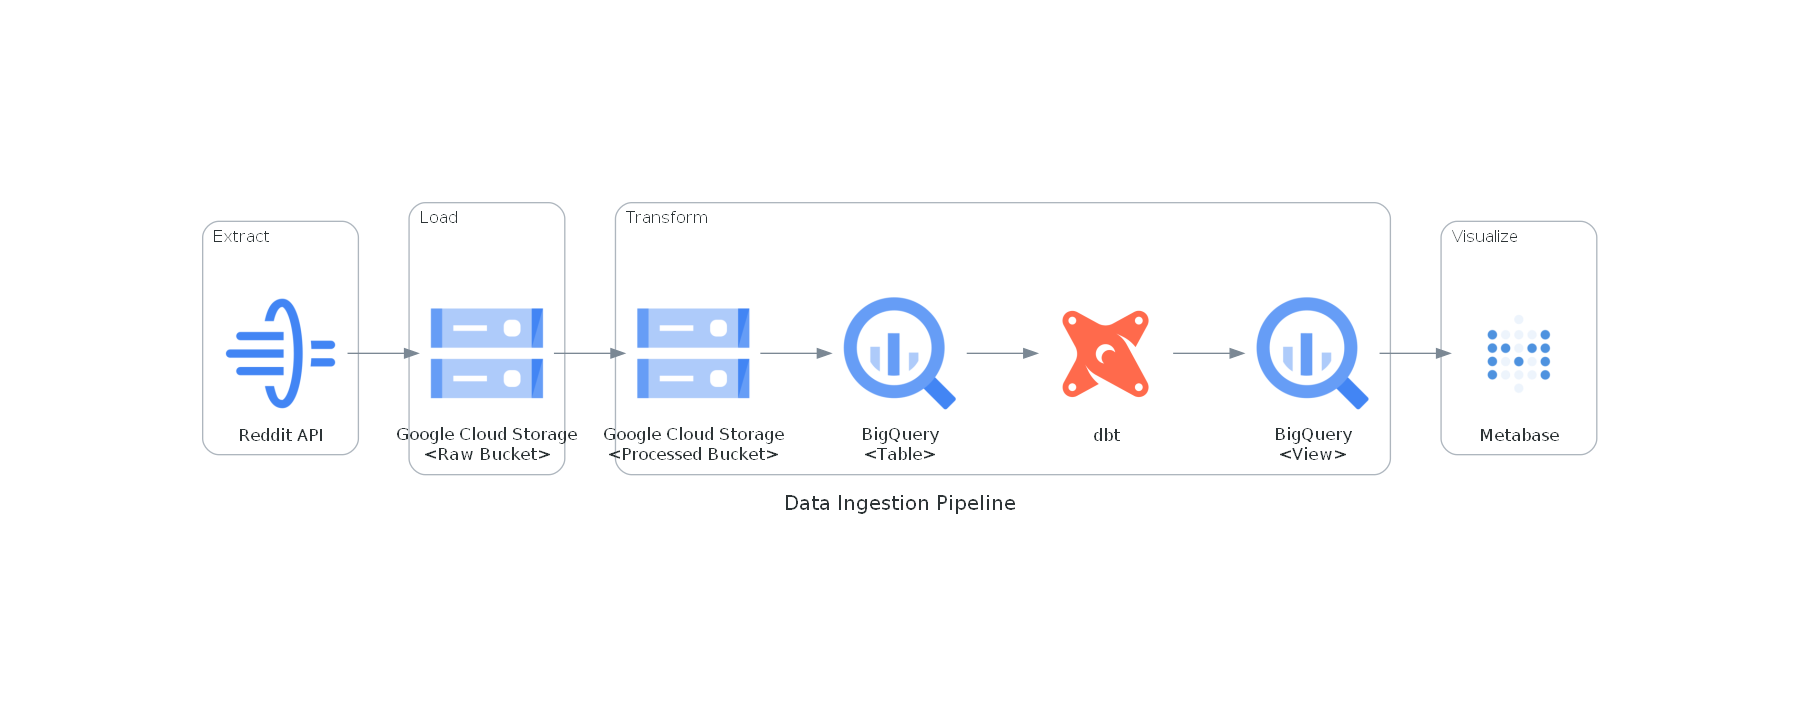 Extract
Load
Transform
Visualize
Reddit API
Google Cloud Storage
<Raw Bucket>
Google Cloud Storage
<Processed Bucket>
BigQuery
<Table>
dbt
BigQuery
<View>
Metabase
Data Ingestion Pipeline